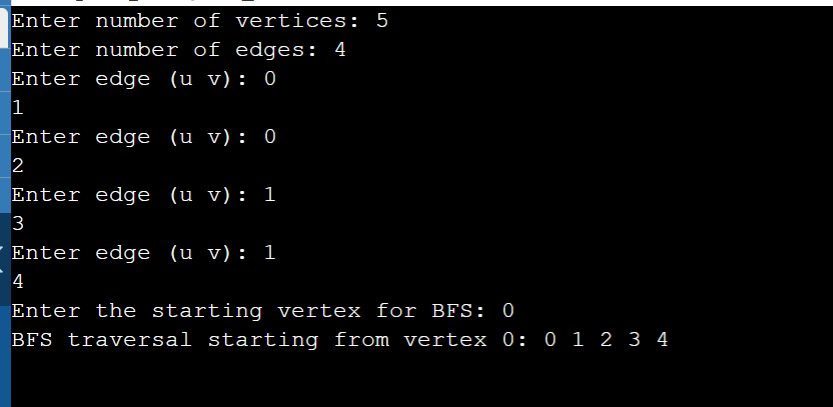 Enter number of vertices: 5
Enter number of edges: 4
Enter edge (u v): 0
1
Enter edge (u v): 0
2
Enter edge (u v): 1
3
Enter edge (u v): 1
4
Enter the starting vertex for BFS: 0
BFS traversal starting from vertex 0: 0 1 2 3 4